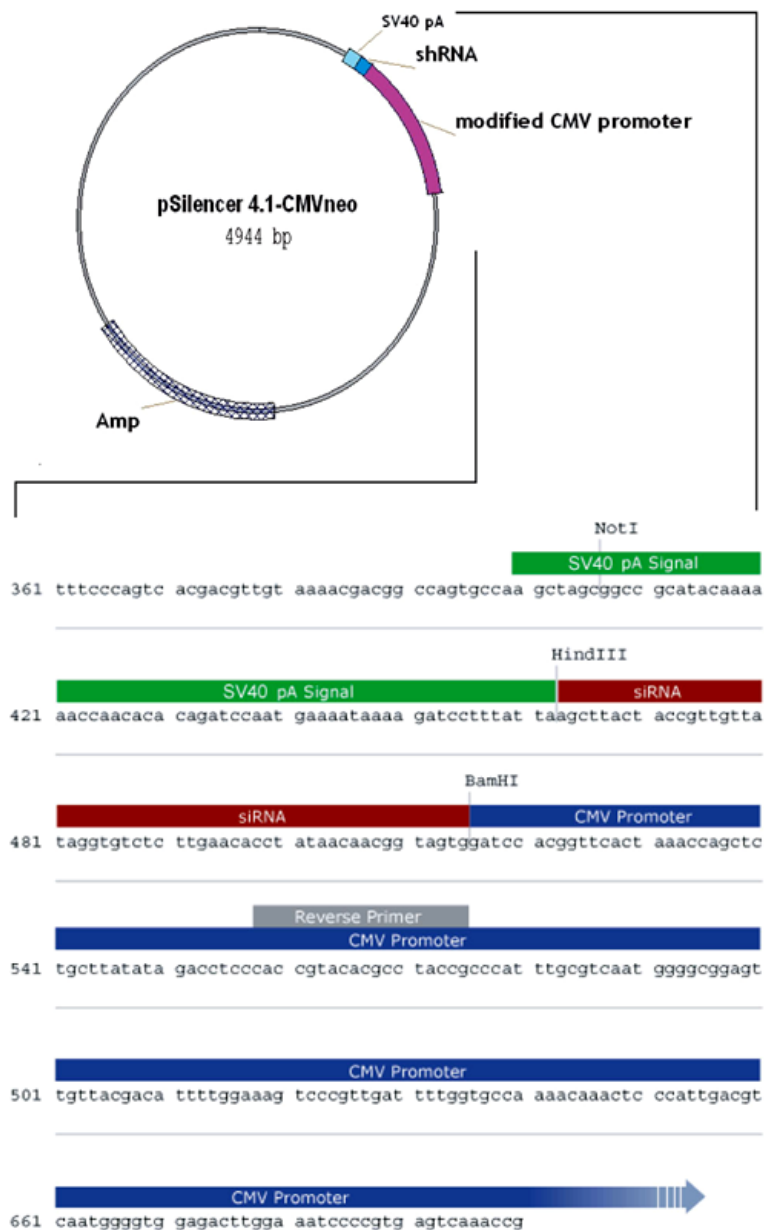 SV40 pA
shRNA
modified CMV promoter
pSilencer 4.1-CMVneo
4944 bp
Amp
NotI
SV40 pA Signal
361 tttcccagtc acgacgttgt aaaacgacgg ccagtgccaa gctagcggcc gcatacaaaa
HindIII
SV40 pA Signal siRNA
421 aaccaacaca cagatccaat gaaaataaaa gatcctttat taagcttact accgttgtta
BamHI
siRNA CMV Promoter
481 taggtgtctc ttgaacacct ataacaacgg tagtggatcc acggttcact aaaccagctc
Reverse Primer
CMV Promoter
541 tgcttatata gacctcccac cgtacacgcc taccgcccat ttgcgtcaat ggggcggagt
CMV Promoter
501 tgttacgaca ttttggaaag tcccgttgat tttggtgcca aaacaaactc ccattgacgt
CMV Promoter
661 caatggggtg gagacttgga aatccccgtg agtcaaaccg